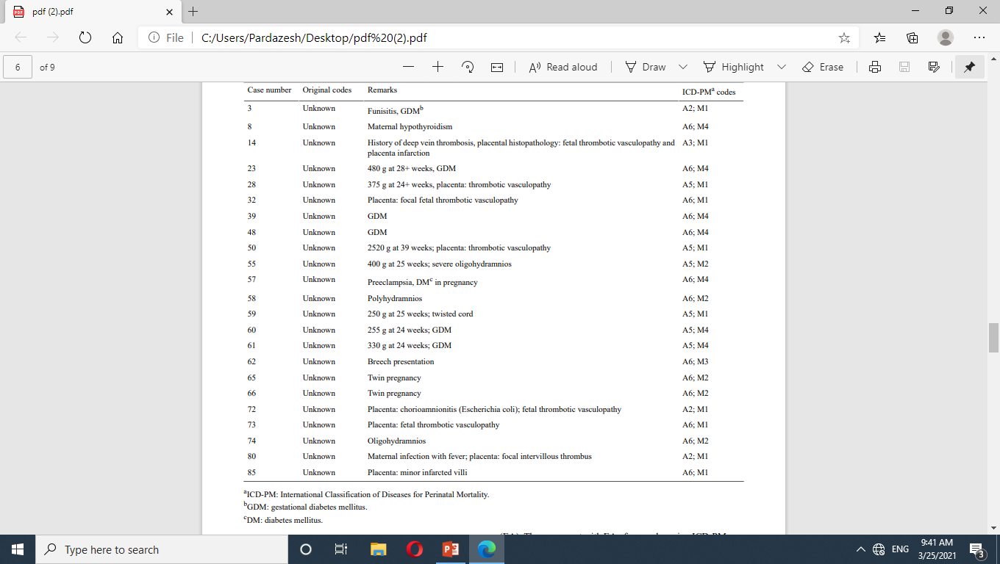 pdf (2).pdf
File C:/Users/Pardazesh/Desktop/pdf%20(2).pdf
6 of 9 Read aloud Draw Highlight Erase
Case number Original codes Remarks ICD-PMa codes
3 Unknown Funisitis, GDMb A2; M1
8 Unknown Maternal hypothyroidism A6; M4
14 Unknown History of deep vein thrombosis, placental histopathology: fetal thrombotic vasculopathy and A3; M1
placenta infarction
23 Unknown 480 g at 28+ weeks, GDM A6; M4
28 Unknown 375 g at 24+ weeks, placenta: thrombotic vasculopathy A5; M1
32 Unknown Placenta: focal fetal thrombotic vasculopathy A6; M1
39 Unknown GDM A6; M4
48 Unknown GDM A6; M4
50 Unknown 2520 g at 39 weeks; placenta: thrombotic vasculopathy A5; M1
55 Unknown 400 g at 25 weeks; severe oligohydramnios A5; M2
57 Unknown Preeclampsia, DMc in pregnancy A6; M4
58 Unknown Polyhydramnios A6; M2
59 Unknown 250 g at 25 weeks; twisted cord A5; M1
60 Unknown 255 g at 24 weeks; GDM A5; M4
61 Unknown 330 g at 24 weeks; GDM A5; M4
62 Unknown Breech presentation A6; M3
65 Unknown Twin pregnancy A6; M2
66 Unknown Twin pregnancy A6; M2
72 Unknown Placenta: chorioamnionitis (Escherichia coli); fetal thrombotic vasculopathy A2; M1
73 Unknown Placenta: fetal thrombotic vasculopathy A6; M1
74 Unknown Oligohydramnios A6; M2
80 Unknown Maternal infection with fever; placenta: focal intervillous thrombus A2; M1
85 Unknown Placenta: minor infarcted villi A6; M1
aICD-PM: International Classification of Diseases for Perinatal Mortality.
bGDM: gestational diabetes mellitus.
cDM: diabetes mellitus.
Type here to search ENG 9:41 AM
3/25/2021 3